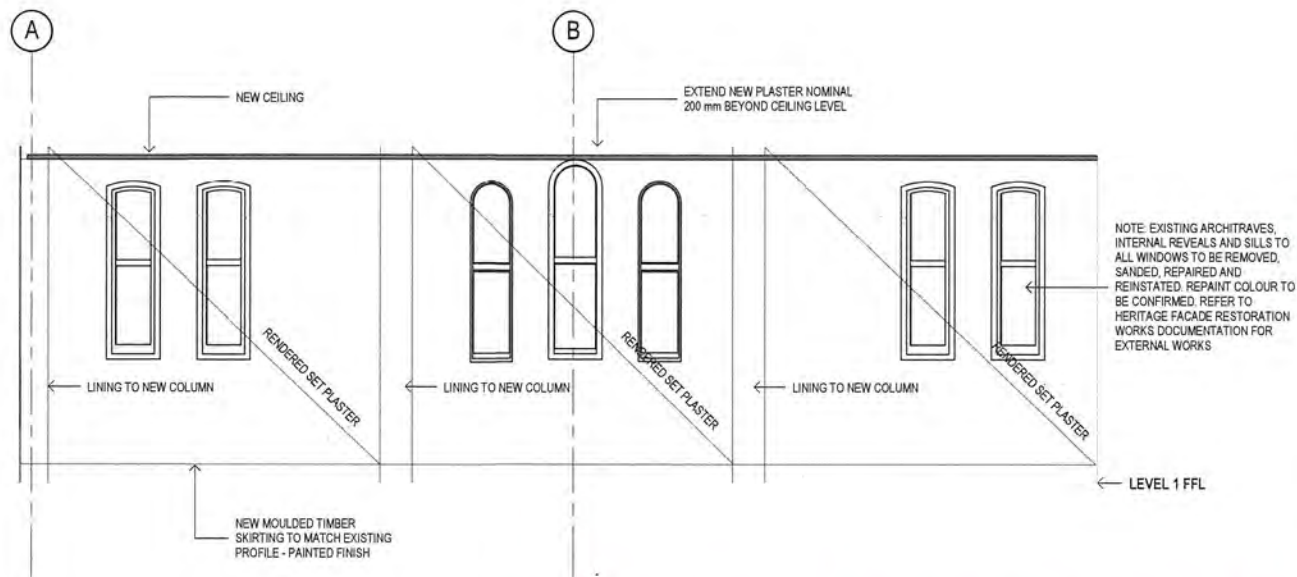 A
B
NEW CEILING
EXTEND NEW PLASTER NOMINAL
200 mm BEYOND CEILING LEVEL
NOTE: EXISTING ARCHITRAVES,
INTERNAL REVEALS AND SILLS TO
ALL WINDOWS TO BE REMOVED,
SANDED, REPAIRED AND
REINSTATED. REPAINT COLOUR TO
BE CONFIRMED. REFER TO
HERITAGE FACADE RESTORATION
WORKS DOCUMENTATION FOR
EXTERNAL WORKS
RENDERED SET PLASTER
RENDERED SET PLASTER
RENDERED SET PLASTER
LINING TO NEW COLUMN
LINING TO NEW COLUMN
LINING TO NEW COLUMN
LEVEL 1 FFL
NEW MOULDED TIMBER
SKIRTING TO MATCH EXISTING
PROFILE - PAINTED FINISH